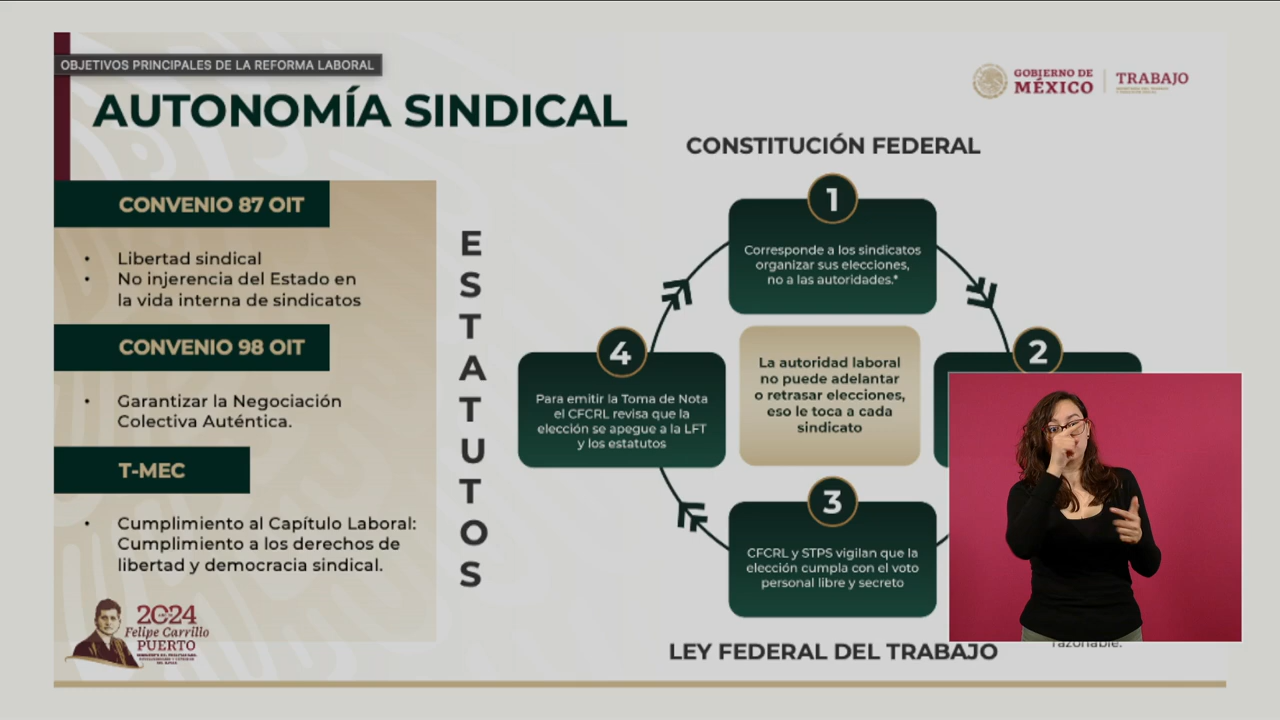 OBJETIVOS PRINCIPALES DE LA REFORMA LABORAL
AUTONOMÍA SINDICAL
GOBIERNO DE
MÉXICO
TRABAJO
CONVENIO 87 OIT
• Libertad sindical
• No injerencia del Estado en
la vida interna de sindicatos
CONVENIO 98 OIT
• Garantizar la Negociación
Colectiva Auténtica.
T-MEC
• Cumplimiento al Capítulo Laboral:
Cumplimiento a los derechos de
libertad y democracia sindical.
2024
Felipe Carrillo
PUERTO
E
S
T
A
T
U
T
O
S
CONSTITUCIÓN FEDERAL
1
Corresponde a los sindicatos
organizar sus elecciones,
no a las autoridades.*
2
La autoridad laboral
no puede adelantar
o retrasar elecciones,
eso le toca a cada
sindicato
4
Para emitir la Toma de Nota
el CFCRL revisa que la
elección se apegue a la LFT
y los estatutos
3
CFCRL y STPS vigilan que la
elección cumpla con el voto
personal libre y secreto
LEY FEDERAL DEL TRABAJO
razonable.